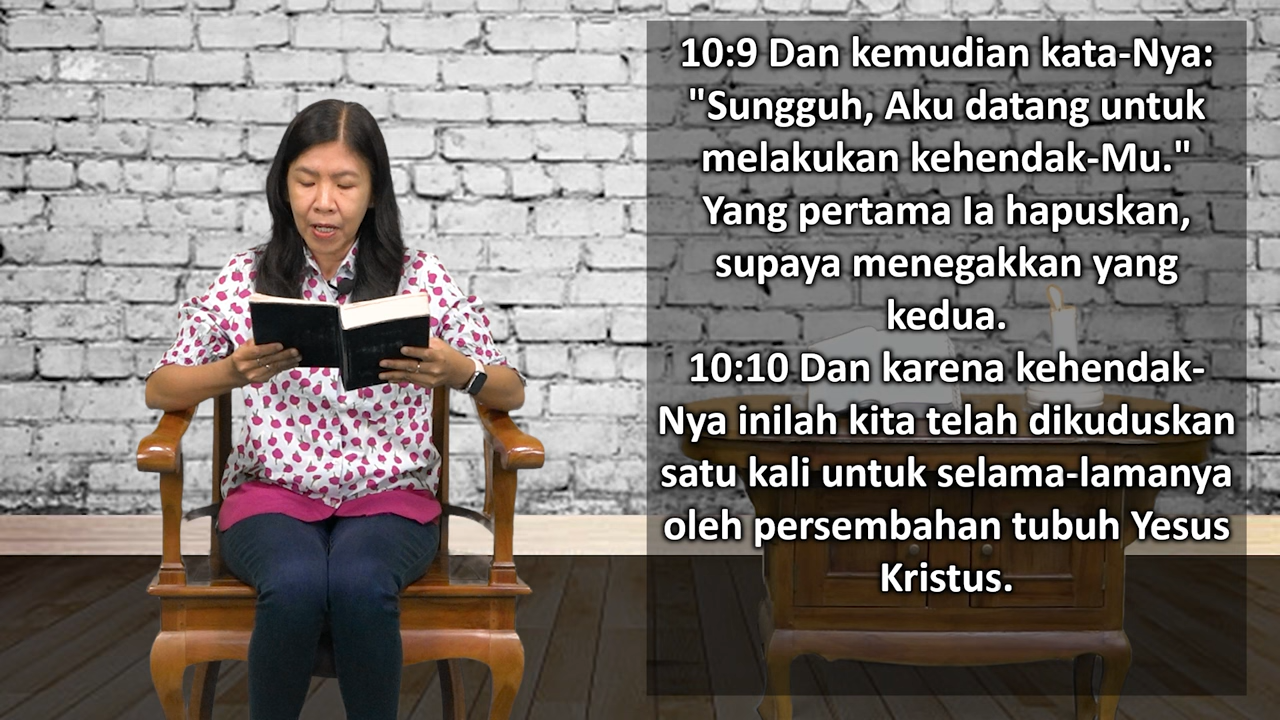 10:9 Dan kemudian kata-Nya:
"Sungguh, Aku datang untuk
melakukan kehendak-Mu."
Yang pertama Ia hapuskan,
supaya menegakkan yang
kedua.
10:10 Dan karena kehendak-
Nya inilah kita telah dikuduskan
satu kali untuk selama-lamanya
oleh persembahan tubuh Yesus
Kristus.